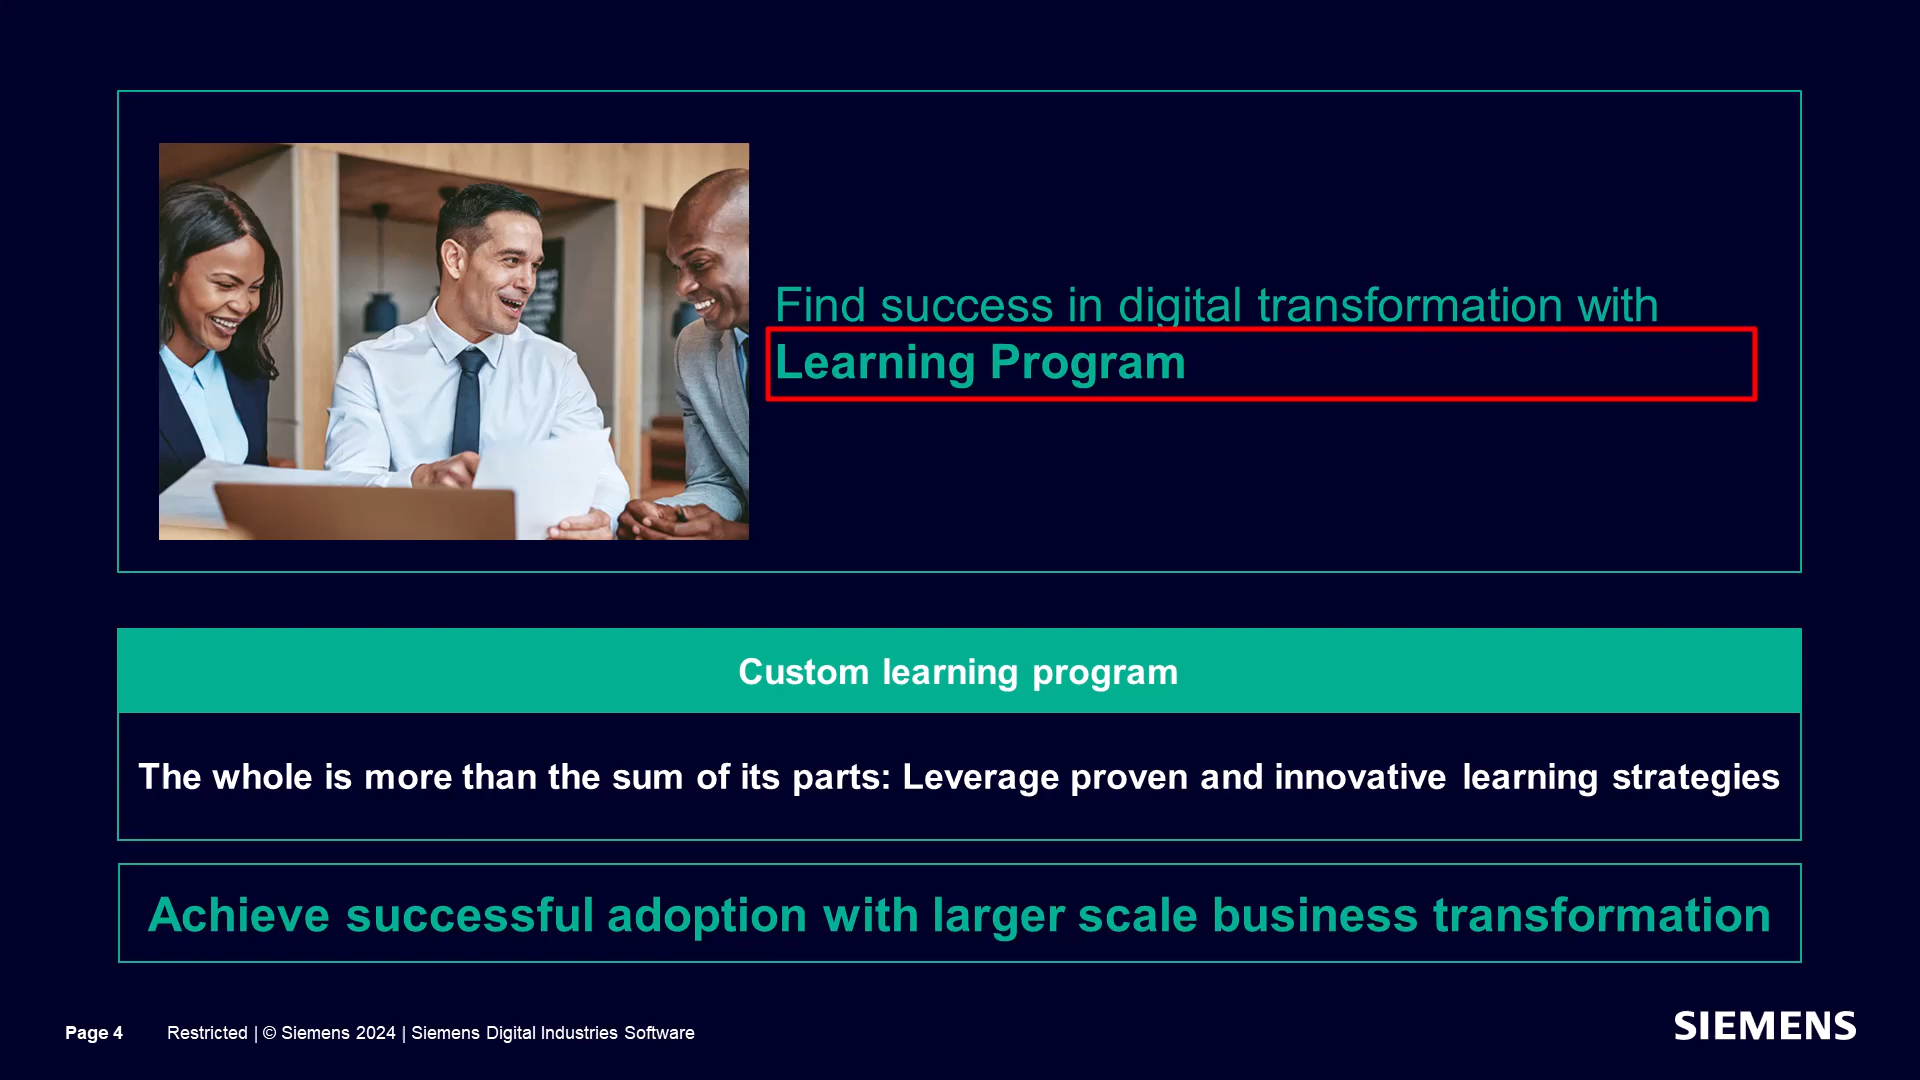 Find success in digital transformation with
Learning Program
Custom learning program
The whole is more than the sum of its parts: Leverage proven and innovative learning strategies
Achieve successful adoption with larger scale business transformation
Page 4 Restricted | © Siemens 2024 | Siemens Digital Industries Software
SIEMENS